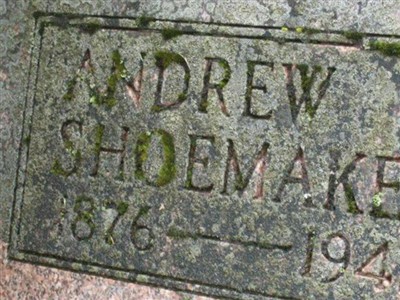 ANDREW
SHOEMAKE
1876 — 194